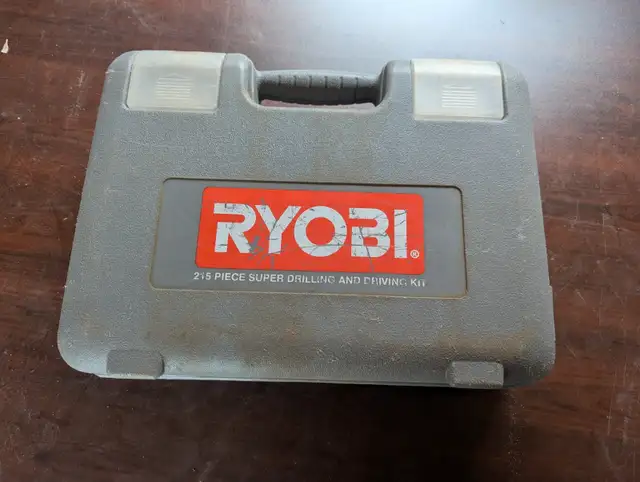 RYOBI®
215 PIECE SUPER DRILLING AND DRIVING KIT